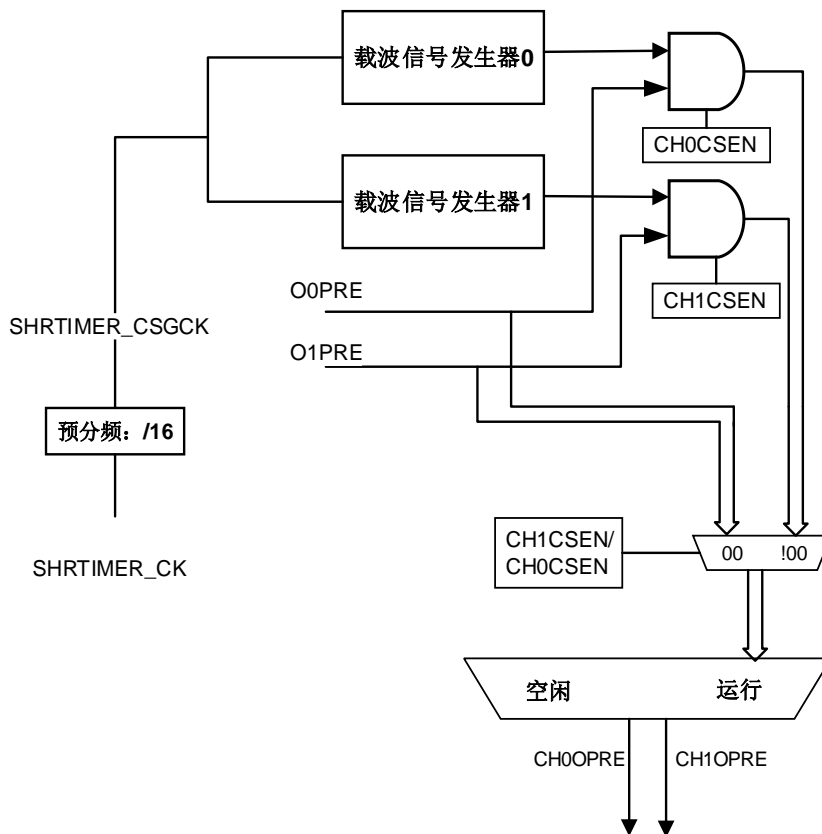 载波信号发生器0
CH0CSEN
载波信号发生器1
CH1CSEN
O0PRE
SHRTIMER_CSGCK
O1PRE
预分频：/16
SHRTIMER_CK
CH1CSEN/
CH0CSEN
00 !00
空闲 运行
CH0OPRE CH1OPRE